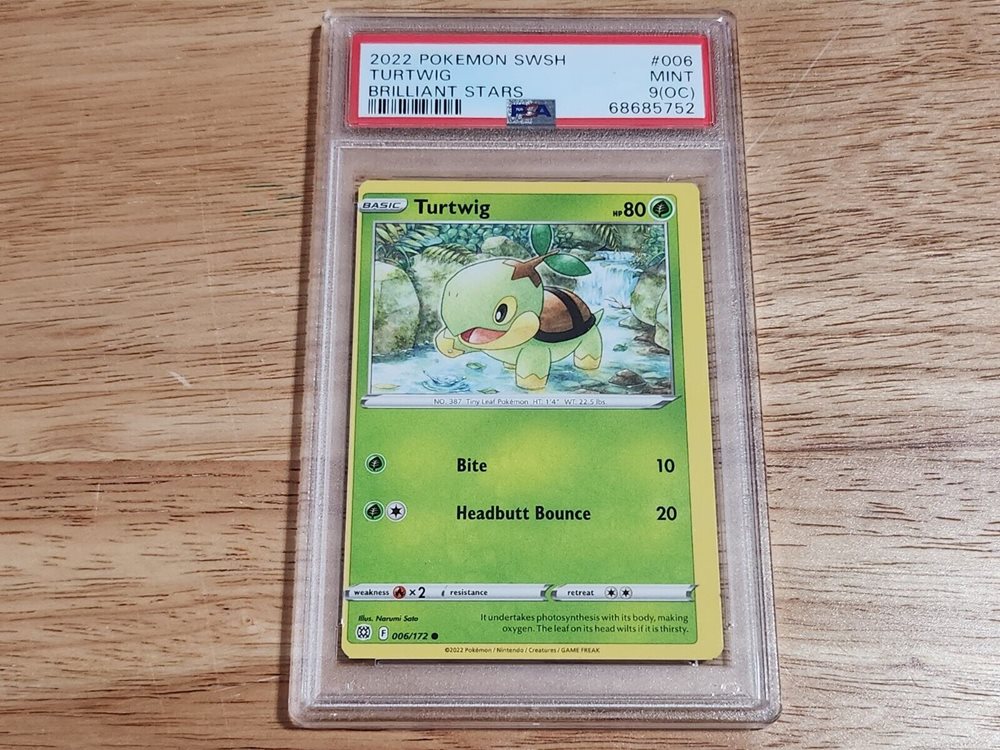 2022 POKEMON SWSH #006
TURTWIG MINT
BRILLIANT STARS 9(OC)
PSA 68685752
BASIC Turtwig HP80
NO. 387 Tiny Leaf Pokémon HT: 1'4" WT: 22.5 lbs
Bite 10
Headbutt Bounce 20
weakness ×2 resistance retreat
Illus. Narumi Sato
It undertakes photosynthesis with its body, making
oxygen. The leaf on its head wilts if it is thirsty.
F 006/172
©2022 Pokémon / Nintendo / Creatures / GAME FREAK